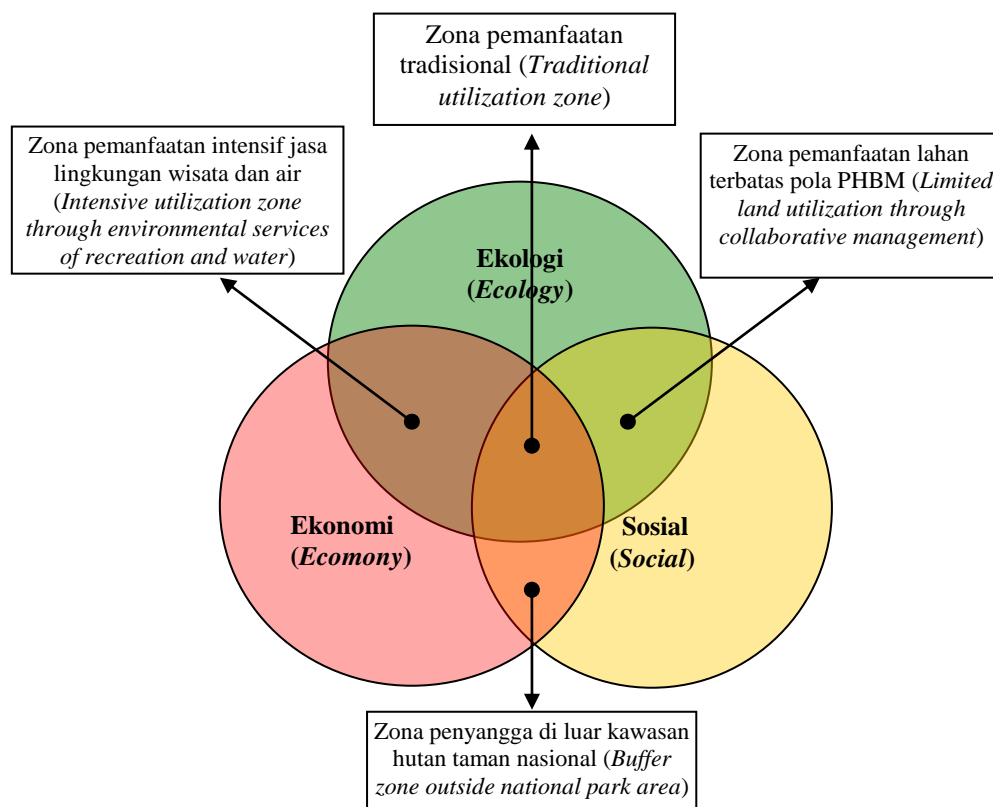 Zona pemanfaatan
tradisional (Traditional
utilization zone)
Zona pemanfaatan intensif jasa
lingkungan wisata dan air
(Intensive utilization zone
through environmental services
of recreation and water)
Zona pemanfaatan lahan
terbatas pola PHBM (Limited
land utilization through
collaborative management)
Ekologi
(Ecology)
Ekonomi
(Ecomony)
Sosial
(Social)
Zona penyangga di luar kawasan
hutan taman nasional (Buffer
zone outside national park area)